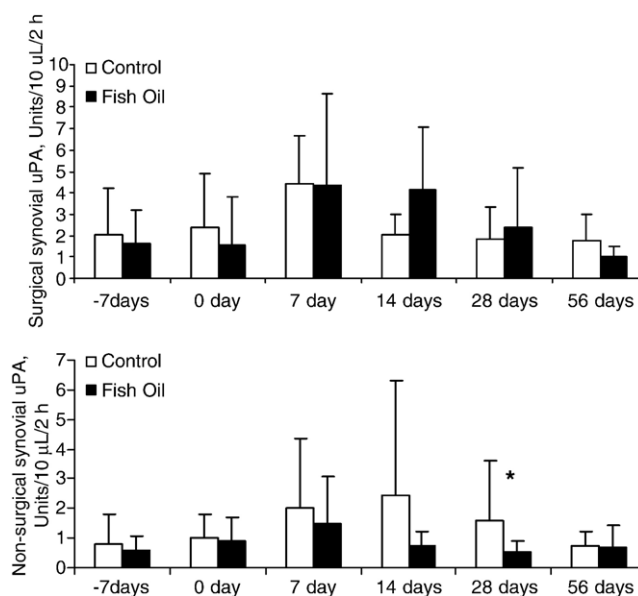 Surgical synovial uPA, Units/10 uL/2 h
10
9
8
7
6
5
4
3
2
1
0
Control
Fish Oil
-7days
0 day
7 day
14 days
28 days
56 days
Non-surgical synovial uPA,
Units/10 µL/2 h
7
6
5
4
3
2
1
0
Control
Fish Oil
*
-7days
0 day
7 day
14 days
28 days
56 days